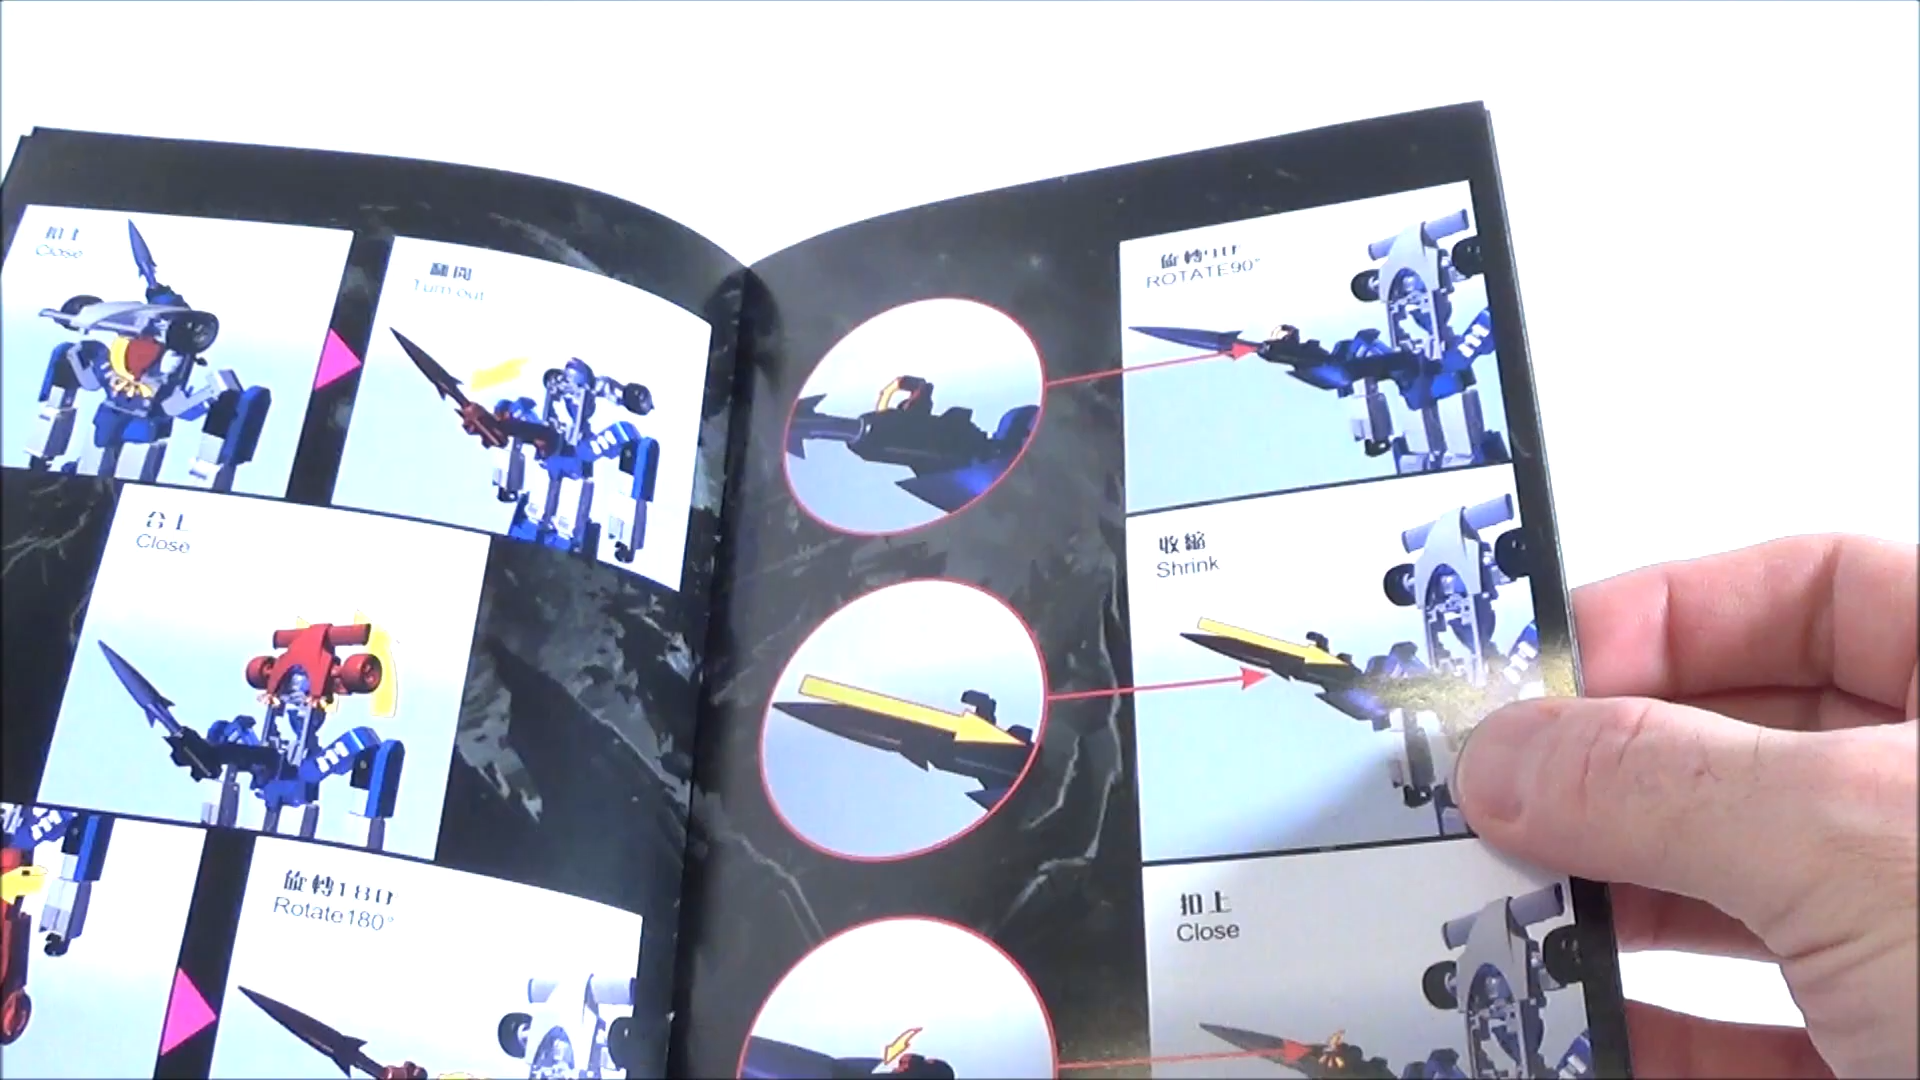 扣上
Close
翻開
Turn out
合上
Close
旋轉180°
Rotate180°
旋轉90°
ROTATE90°
收縮
Shrink
扣上
Close